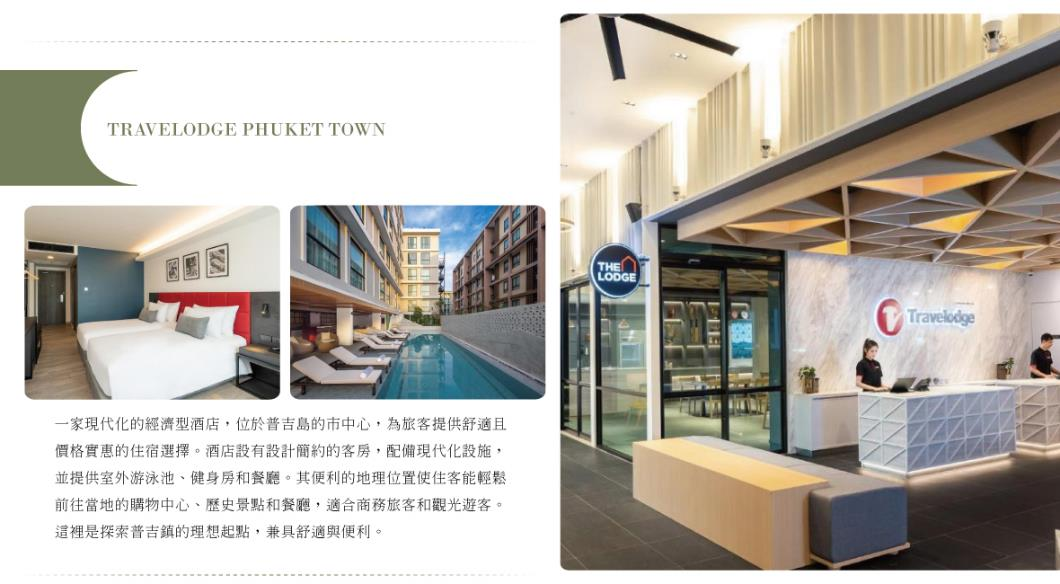 TRAVELODGE PHUKET TOWN
THE
LODGE
Travelodge
一家現代化的經濟型酒店，位於普吉島的市中心，為旅客提供舒適且
價格實惠的住宿選擇。酒店設有設計簡約的客房，配備現代化設施，
並提供室外游泳池、健身房和餐廳。其便利的地理位置使住客能輕鬆
前往當地的購物中心、歷史景點和餐廳，適合商務旅客和觀光遊客。
這裡是探索普吉鎮的理想起點，兼具舒適與便利。